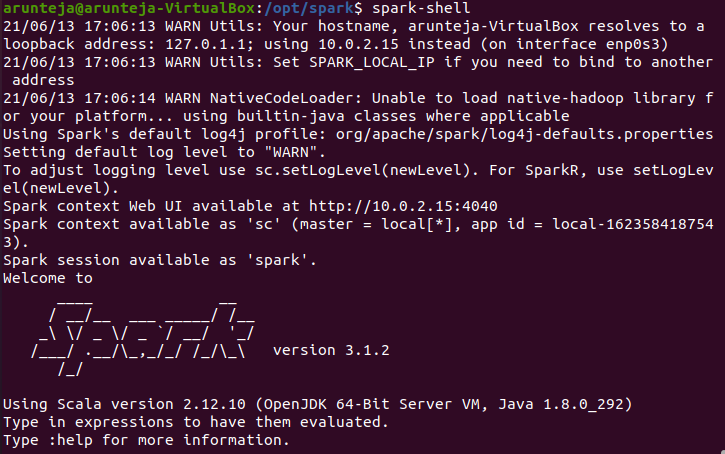 arunteja@arunteja-VirtualBox:/opt/spark$ spark-shell
21/06/13 17:06:13 WARN Utils: Your hostname, arunteja-VirtualBox resolves to a
loopback address: 127.0.1.1; using 10.0.2.15 instead (on interface enp0s3)
21/06/13 17:06:13 WARN Utils: Set SPARK_LOCAL_IP if you need to bind to another
 address
21/06/13 17:06:14 WARN NativeCodeLoader: Unable to load native-hadoop library f
or your platform... using builtin-java classes where applicable
Using Spark's default log4j profile: org/apache/spark/log4j-defaults.properties
Setting default log level to "WARN".
To adjust logging level use sc.setLogLevel(newLevel). For SparkR, use setLogLev
el(newLevel).
Spark context Web UI available at http://10.0.2.15:4040
Spark context available as 'sc' (master = local[*], app id = local-162358418754
3).
Spark session available as 'spark'.
Welcome to
      ____              __
     / __/__  ___ _____/ /__
    _\ \/ _ \/ _ `/ __/  '_/
   /___/ .__/\_,_/_/ /_/\_\   version 3.1.2
      /_/
Using Scala version 2.12.10 (OpenJDK 64-Bit Server VM, Java 1.8.0_292)
Type in expressions to have them evaluated.
Type :help for more information.